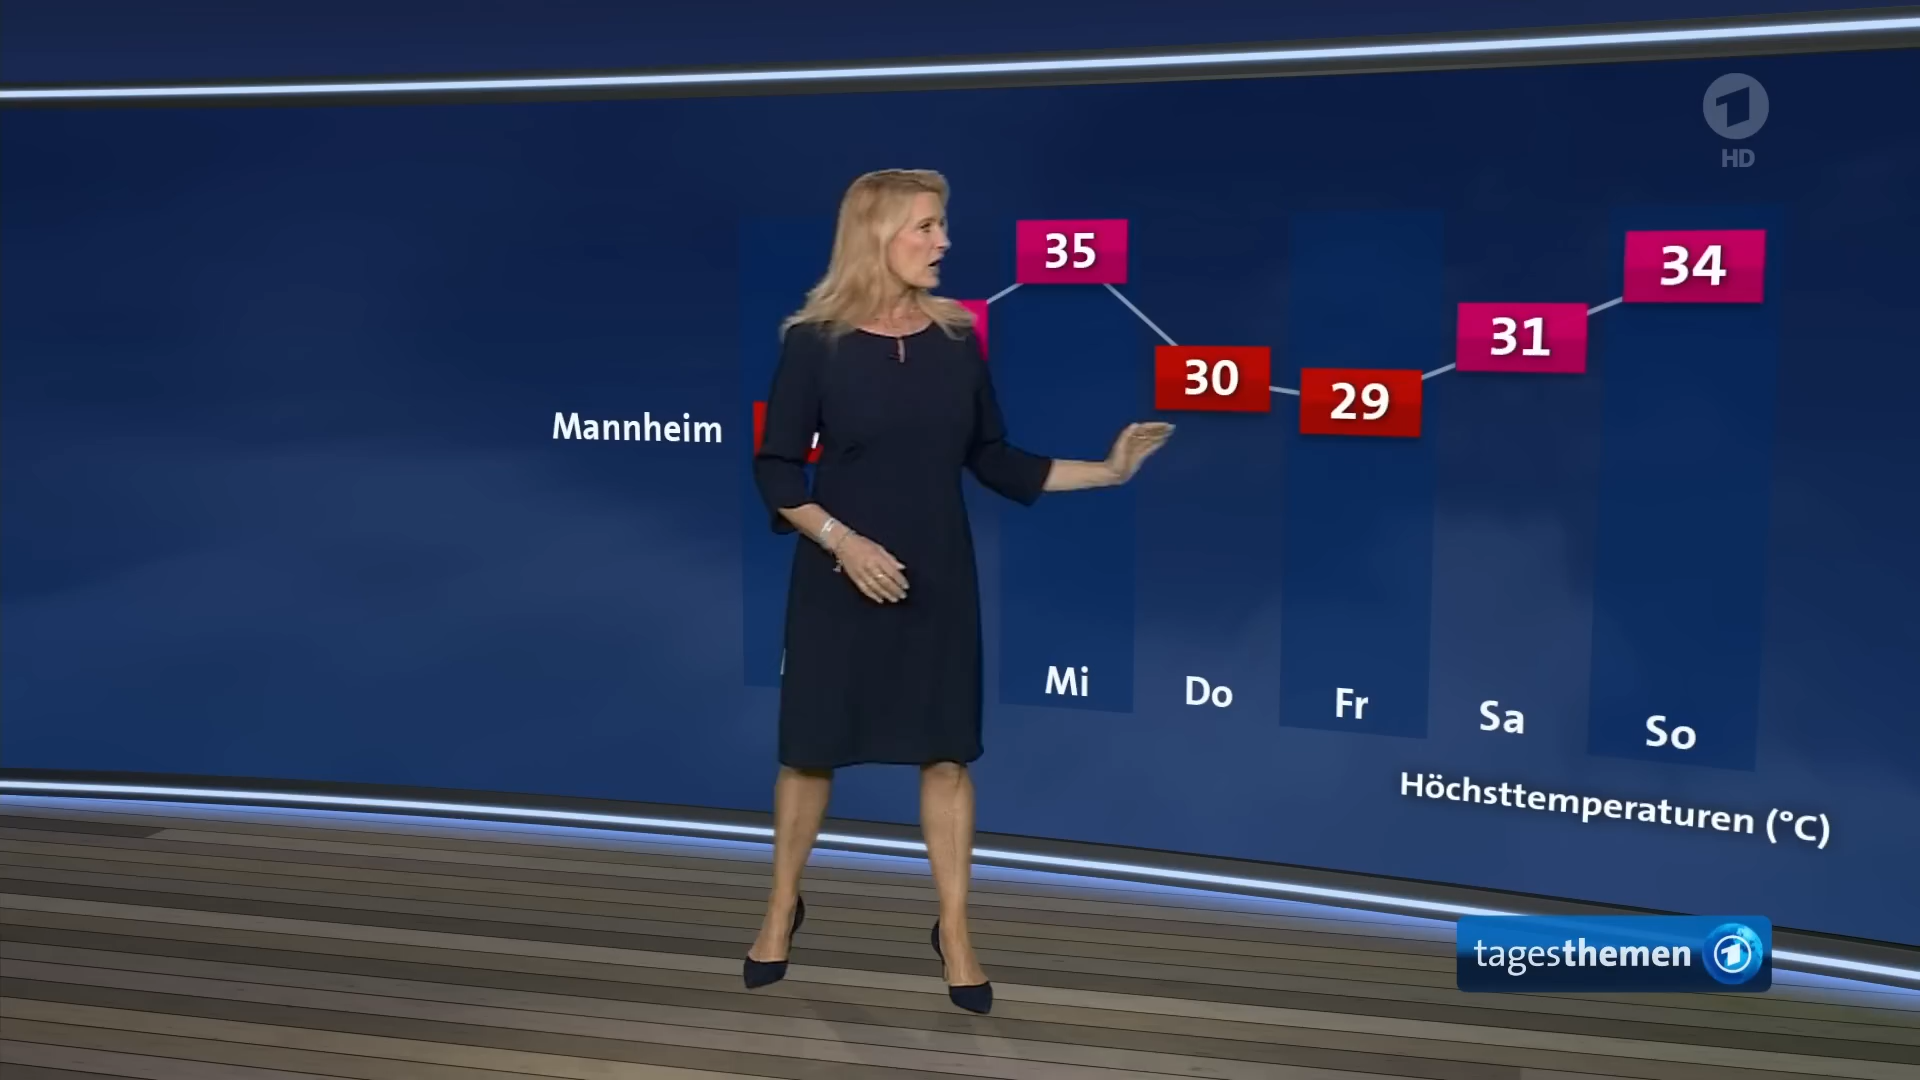 HD
35
34
31
30
29
Mannheim
Mi
Do
Fr
Sa
So
Höchsttemperaturen (°C)
tagesthemen